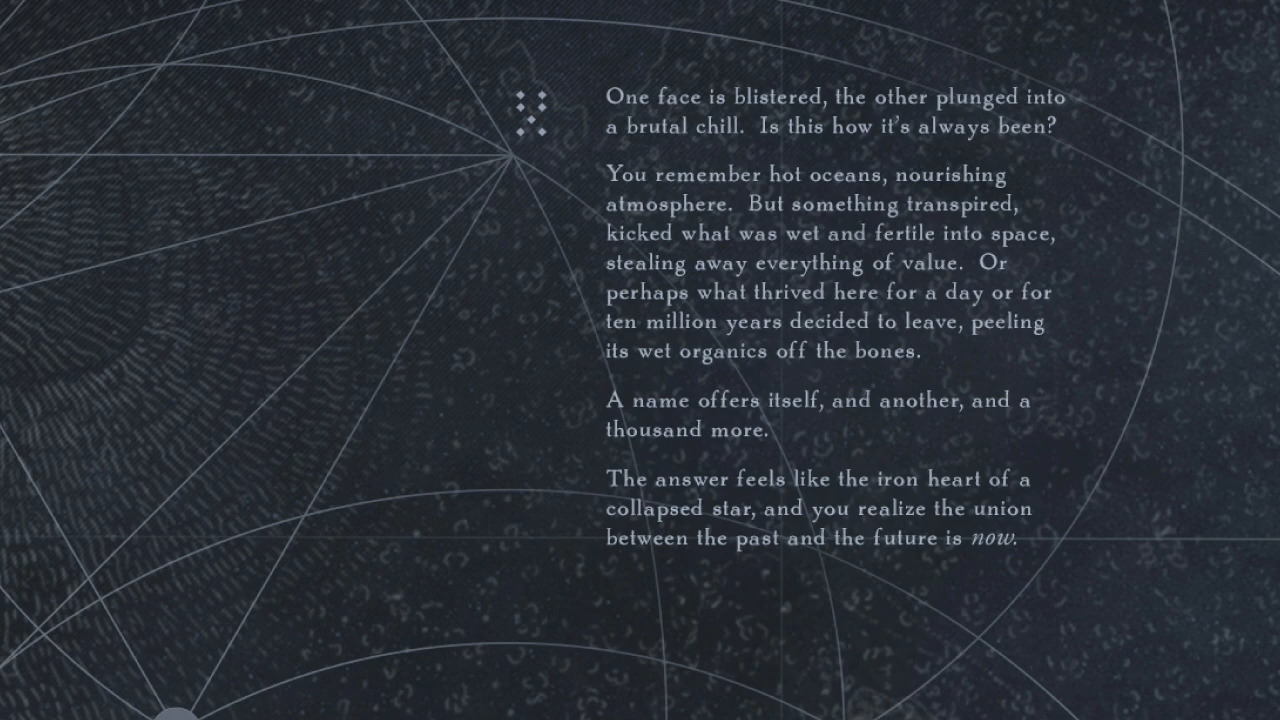 One face is blistered, the other plunged into
a brutal chill.  Is this how it's always been?
You remember hot oceans, nourishing
atmosphere.  But something transpired,
kicked what was wet and fertile into space,
stealing away everything of value.  Or
perhaps what thrived here for a day or for
ten million years decided to leave, peeling
its wet organics off the bones.
A name offers itself, and another, and a
thousand more.
The answer feels like the iron heart of a
collapsed star, and you realize the union
between the past and the future is now.